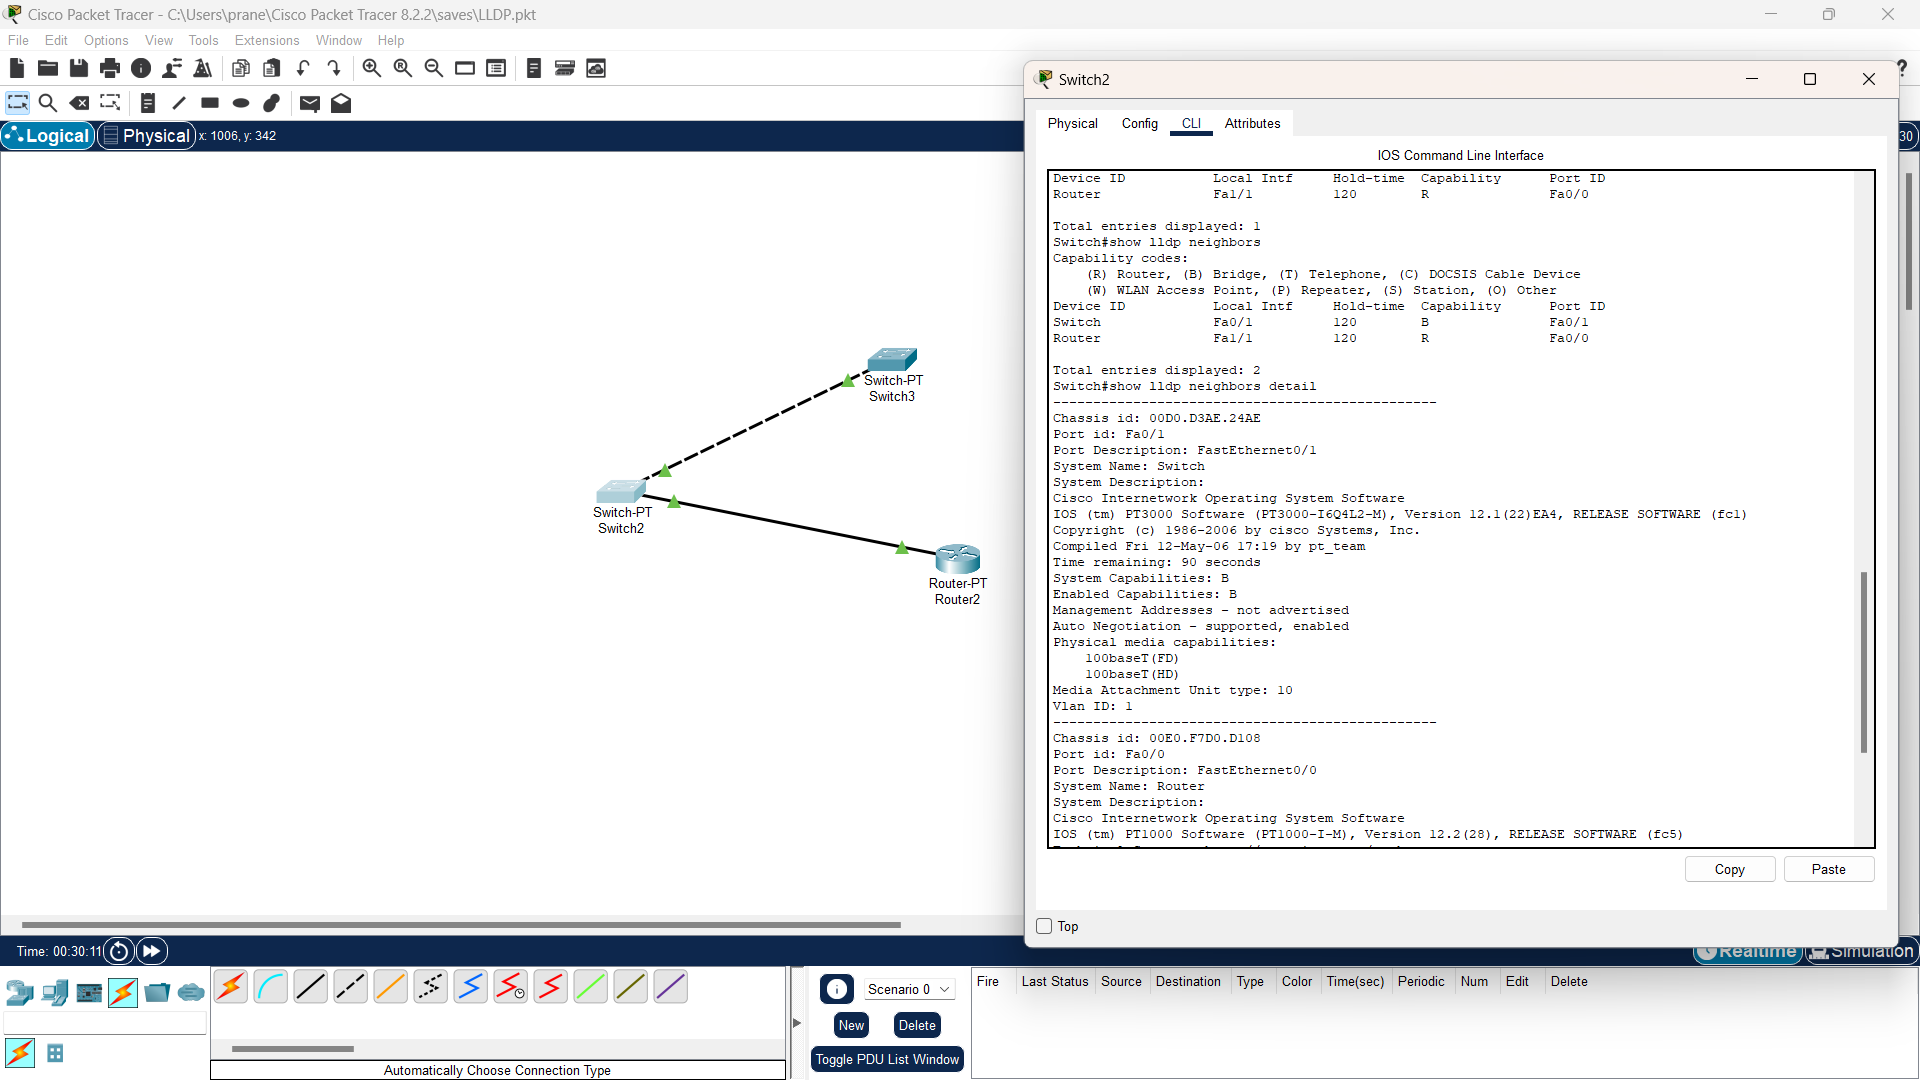 Cisco Packet Tracer - C:\Users\prane\Cisco Packet Tracer 8.2.2\saves\LLDP.pkt
File Edit Options View Tools Extensions Window Help
Logical Physical x: 1006, y: 342
Switch-PT
Switch3
Switch-PT
Switch2
Router-PT
Router2
Switch2
?
30
Physical Config CLI Attributes
IOS Command Line Interface
Device ID Local Intf Hold-time Capability Port ID
Router Fa1/1 120 R Fa0/0
Total entries displayed: 1
Switch#show lldp neighbors
Capability codes:
(R) Router, (B) Bridge, (T) Telephone, (C) DOCSIS Cable Device
(W) WLAN Access Point, (P) Repeater, (S) Station, (O) Other
Device ID Local Intf Hold-time Capability Port ID
Switch Fa0/1 120 B Fa0/1
Router Fa1/1 120 R Fa0/0
Total entries displayed: 2
Switch#show lldp neighbors detail
------------------------------------------------
Chassis id: 00D0.D3AE.24AE
Port id: Fa0/1
Port Description: FastEthernet0/1
System Name: Switch
System Description:
Cisco Internetwork Operating System Software
IOS (tm) PT3000 Software (PT3000-I6Q4L2-M), Version 12.1(22)EA4, RELEASE SOFTWARE (fc1)
Copyright (c) 1986-2006 by cisco Systems, Inc.
Compiled Fri 12-May-06 17:19 by pt_team
Time remaining: 90 seconds
System Capabilities: B
Enabled Capabilities: B
Management Addresses - not advertised
Auto Negotiation - supported, enabled
Physical media capabilities:
100baseT(FD)
100baseT(HD)
Media Attachment Unit type: 10
Vlan ID: 1
------------------------------------------------
Chassis id: 00E0.F7D0.D108
Port id: Fa0/0
Port Description: FastEthernet0/0
System Name: Router
System Description:
Cisco Internetwork Operating System Software
IOS (tm) PT1000 Software (PT1000-I-M), Version 12.2(28), RELEASE SOFTWARE (fc5)
Copy Paste
Top
Time: 00:30:11
Realtime Simulation
Scenario 0
New Delete
Toggle PDU List Window
Fire Last Status Source Destination Type Color Time(sec) Periodic Num Edit Delete
Automatically Choose Connection Type